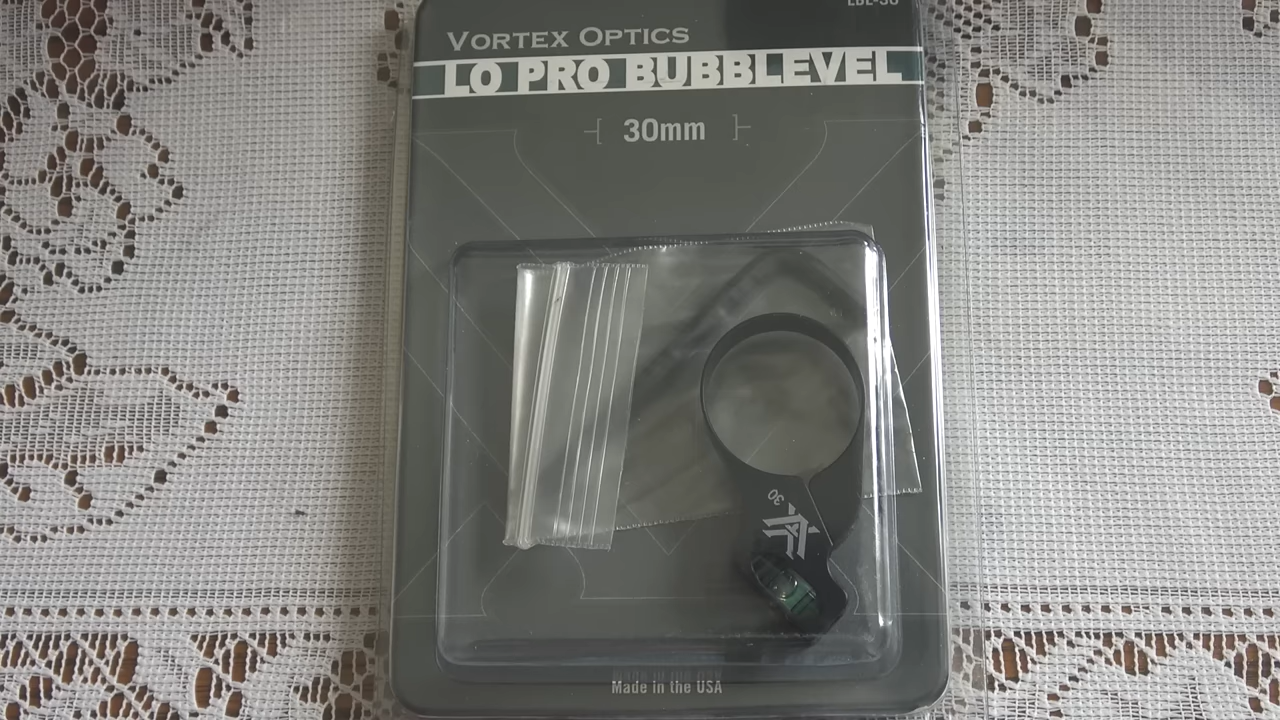 VORTEX OPTICS
LO PRO BUBBLEVEL
30mm
30
Made in the USA